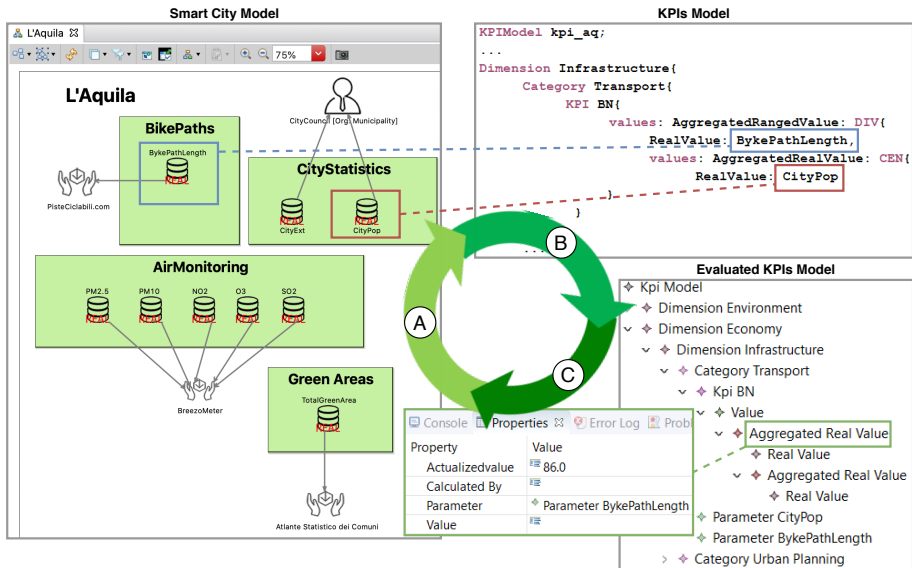 Smart City Model
L'Aquila
75%
L'Aquila
CityCouncil [Org: Municipality]
BikePaths
BykePathLength
REAL
PisteCiclabili.com
CityStatistics
REAL
CityExt
REAL
CityPop
AirMonitoring
PM2.5
PM10
NO2
O3
SO2
REAL
REAL
REAL
REAL
REAL
BreezoMeter
Green Areas
TotalGreenArea
REAL
Atlante Statistico dei Comuni
KPIs Model
KPIModel kpi_aq;
...
Dimension Infrastructure{
Category Transport{
KPI BN{
values: AggregatedRangedValue: DIV{
RealValue: BykePathLength,
values: AggregatedRealValue: CEN{
RealValue: CityPop
}
}
...
A
B
C
Evaluated KPIs Model
Kpi Model
Dimension Environment
Dimension Economy
Dimension Infrastructure
Category Transport
Kpi BN
Value
Aggregated Real Value
Real Value
Aggregated Real Value
Real Value
Parameter CityPop
Parameter BykePathLength
Category Urban Planning
Console Properties Error Log Probl
Property Value
Actualizedvalue 86.0
Calculated By
Parameter Parameter BykePathLength
Value